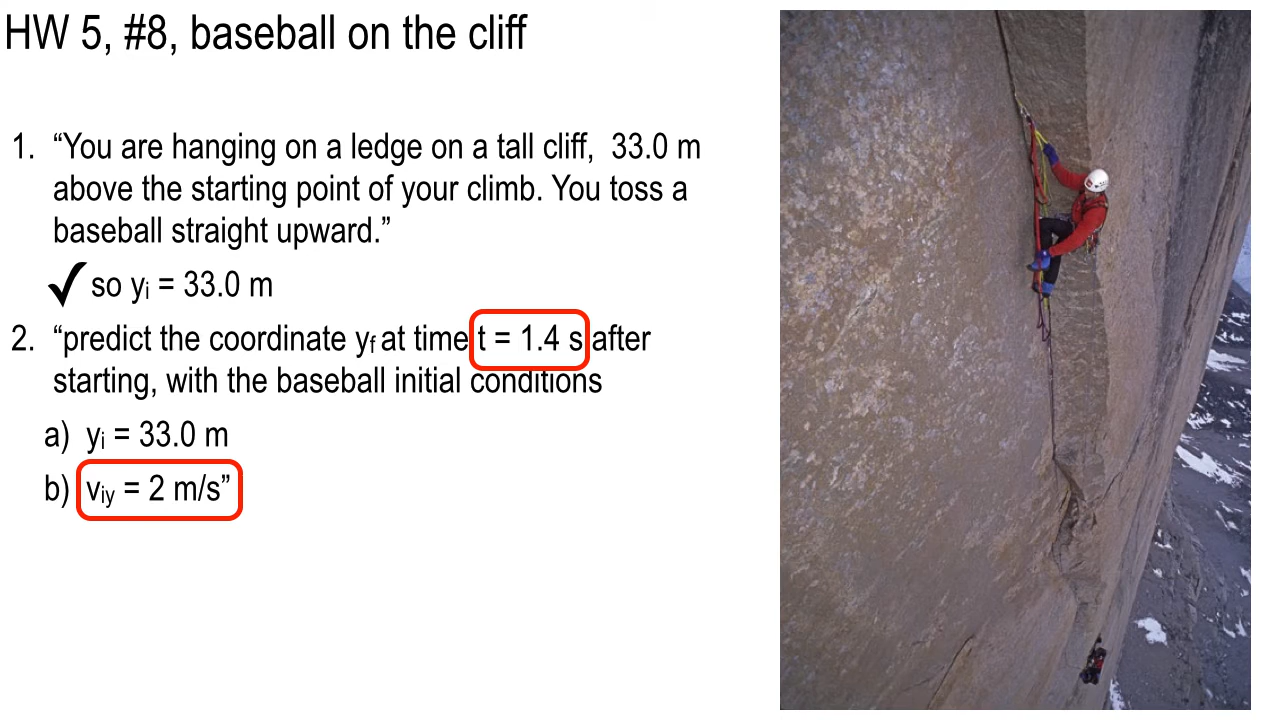 HW 5, #8, baseball on the cliff
1. “You are hanging on a ledge on a tall cliff, 33.0 m
above the starting point of your climb. You toss a
baseball straight upward.”
✓ so yi = 33.0 m
2. “predict the coordinate yf at time t = 1.4 s after
starting, with the baseball initial conditions
a) yi = 33.0 m
b) viy = 2 m/s”